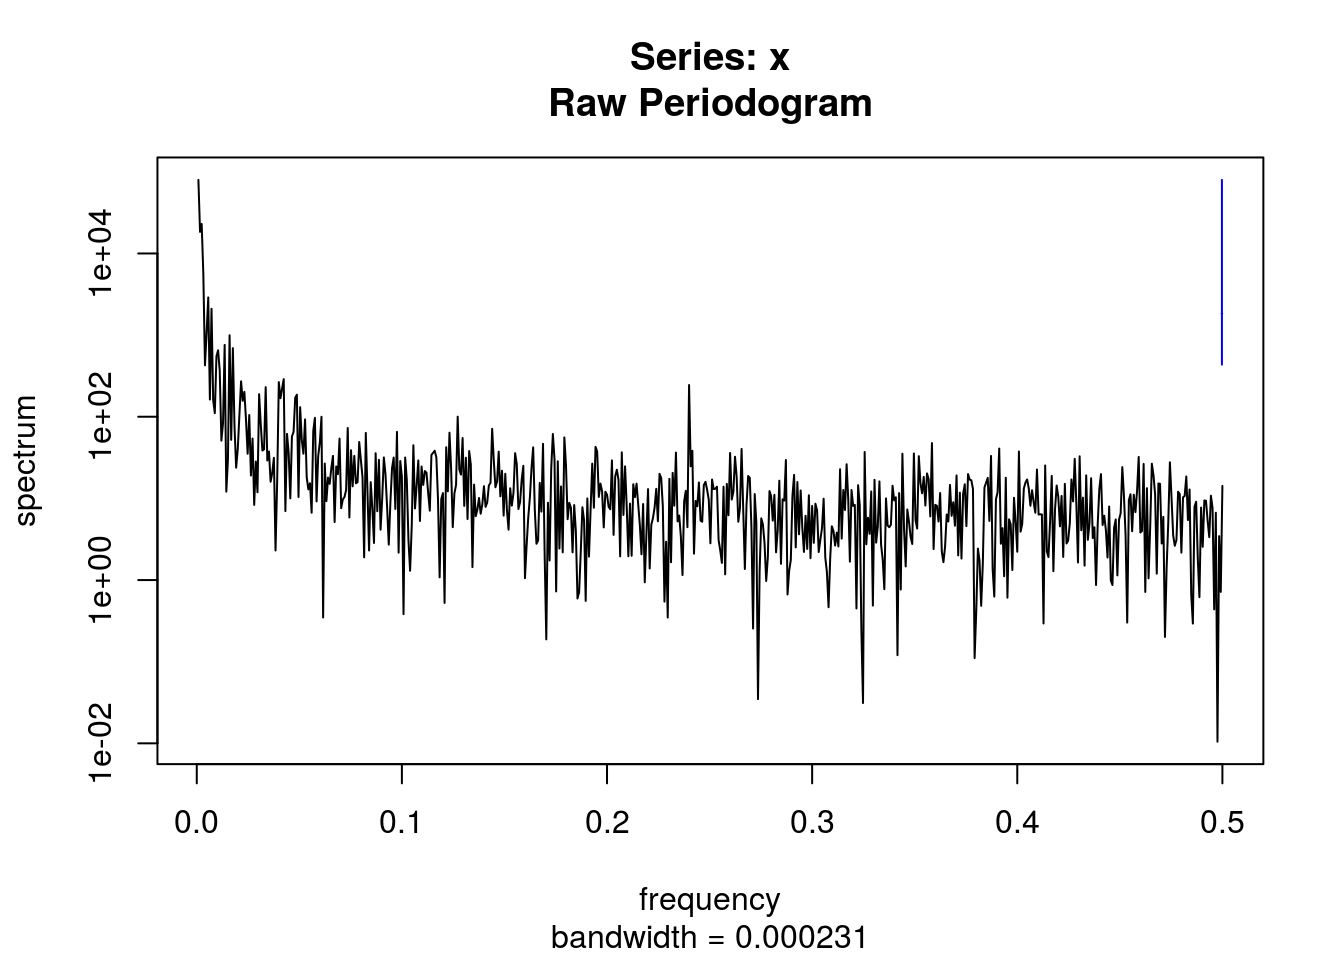 Series: x
Raw Periodogram
spectrum
1e+04
1e+02
1e+00
1e-02
0.0 0.1 0.2 0.3 0.4 0.5
frequency
bandwidth = 0.000231